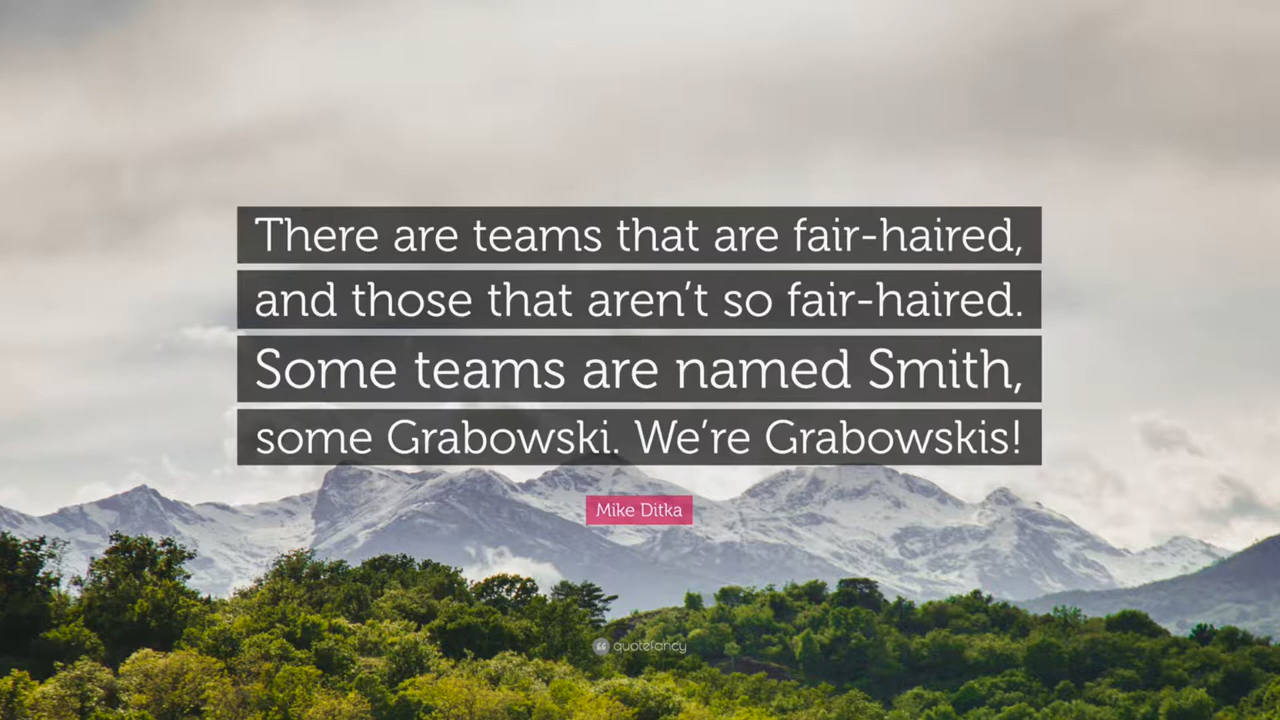 There are teams that are fair-haired,
and those that aren’t so fair-haired.
Some teams are named Smith,
some Grabowski. We’re Grabowskis!
Mike Ditka
quotefancy